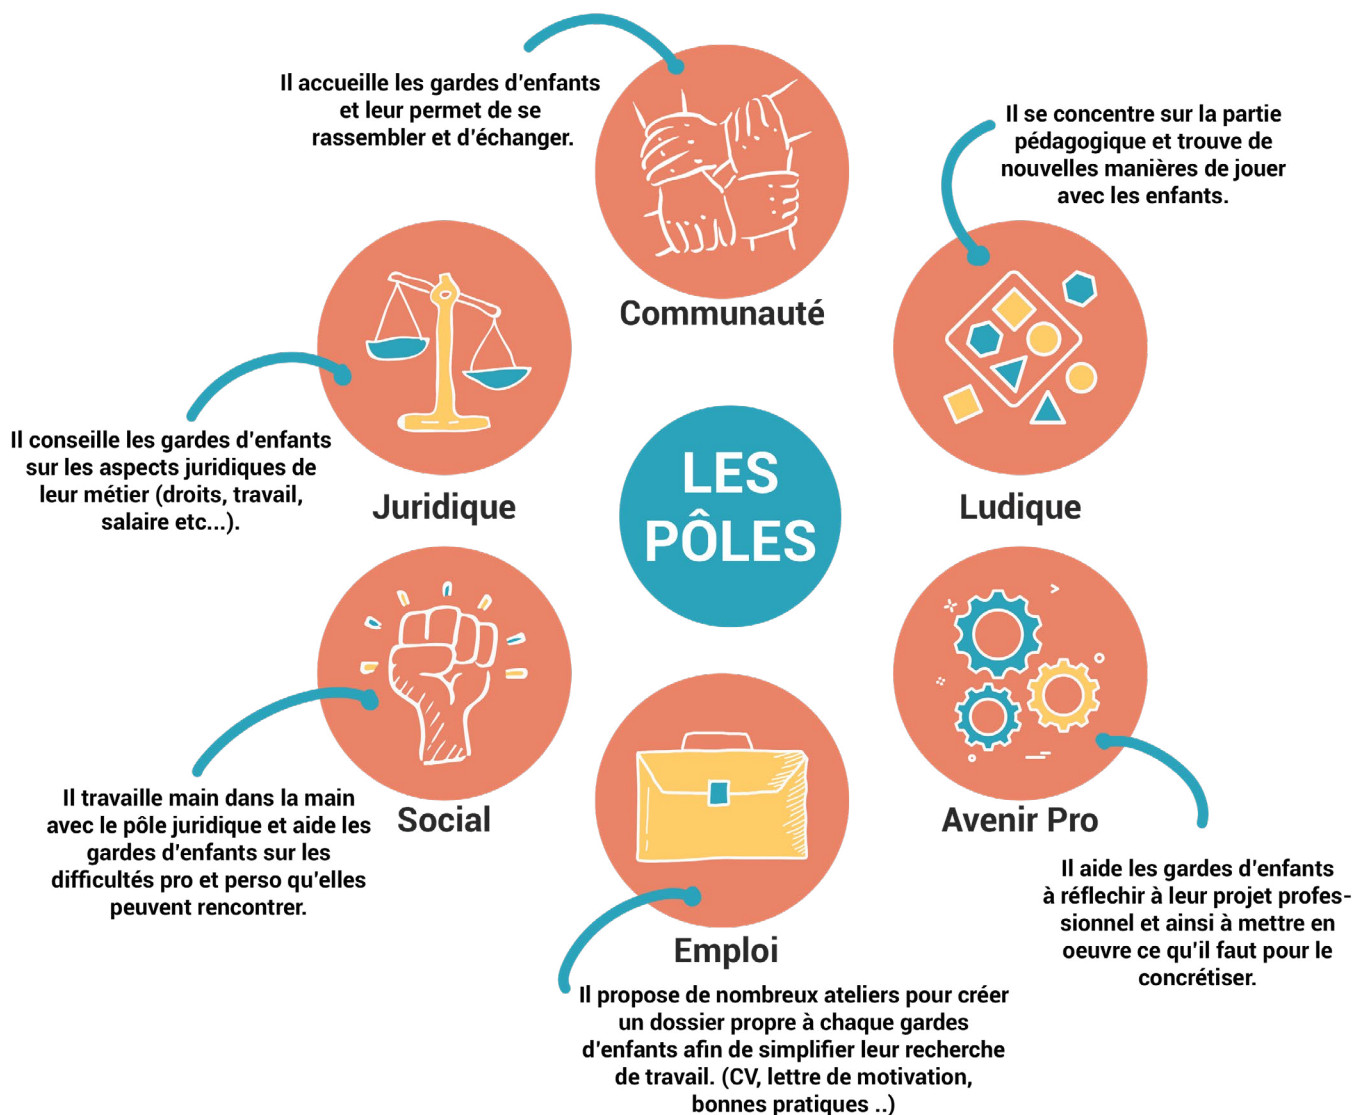 Il accueille les gardes d'enfants
et leur permet de se
rassembler et d'échanger.
Communauté
Il se concentre sur la partie
pédagogique et trouve de
nouvelles manières de jouer
avec les enfants.
Ludique
Il conseille les gardes d'enfants
sur les aspects juridiques de
leur métier (droits, travail,
salaire etc...).
Juridique
LES
PÔLES
Il travaille main dans la main
avec le pôle juridique et aide les
gardes d'enfants sur les
difficultés pro et perso qu'elles
peuvent rencontrer.
Social
Avenir Pro
Il aide les gardes d'enfants
à réflechir à leur projet profes-
sionnel et ainsi à mettre en
oeuvre ce qu'il faut pour le
concrétiser.
Emploi
Il propose de nombreux ateliers pour créer
un dossier propre à chaque gardes
d'enfants afin de simplifier leur recherche
de travail. (CV, lettre de motivation,
bonnes pratiques ..)